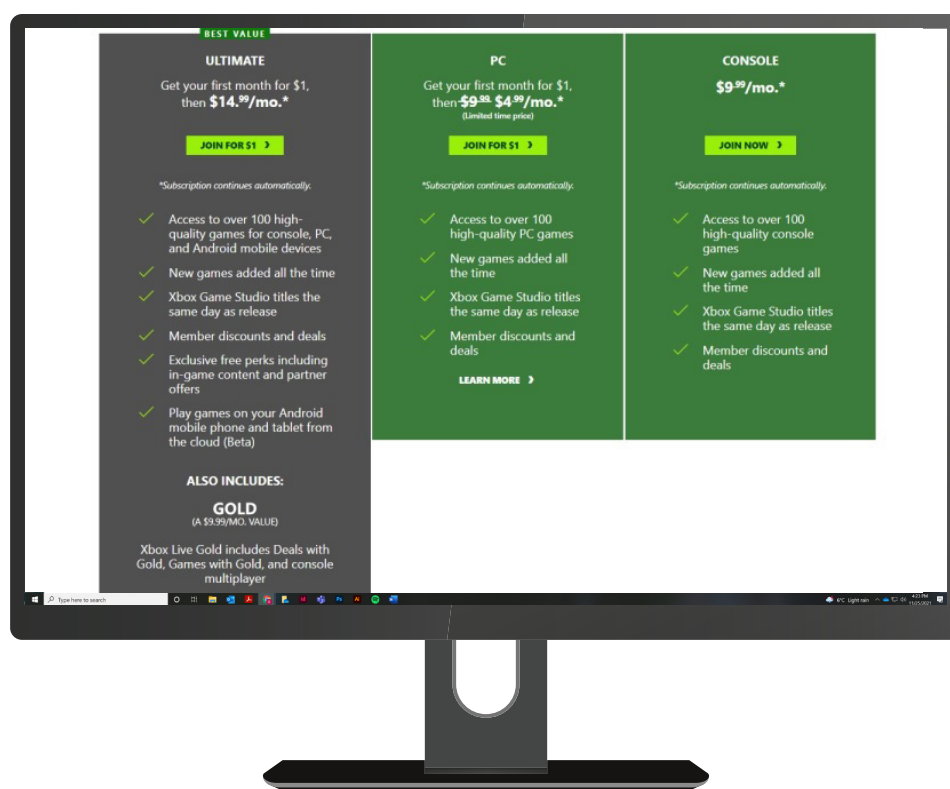 BEST VALUE
ULTIMATE
Get your first month for $1,
then $14.99/mo.*
JOIN FOR $1 ❯
*Subscription continues automatically.
Access to over 100 high-
quality games for console, PC,
and Android mobile devices
New games added all the time
Xbox Game Studio titles the
same day as release
Member discounts and deals
Exclusive free perks including
in-game content and partner
offers
Play games on your Android
mobile phone and tablet from
the cloud (Beta)
ALSO INCLUDES:
GOLD
(A $9.99/MO. VALUE)
Xbox Live Gold includes Deals with
Gold, Games with Gold, and console
multiplayer
PC
Get your first month for $1,
then $9.99 $4.99/mo.*
(Limited time price)
JOIN FOR $1 ❯
*Subscription continues automatically.
Access to over 100
high-quality PC games
New games added all
the time
Xbox Game Studio titles
the same day as release
Member discounts and
deals
LEARN MORE ❯
CONSOLE
$9.99/mo.*
JOIN NOW ❯
*Subscription continues automatically.
Access to over 100
high-quality console
games
New games added all
the time
Xbox Game Studio titles
the same day as release
Member discounts and
deals
Type here to search
6°C Light rain
4:23 PM
11/25/2021